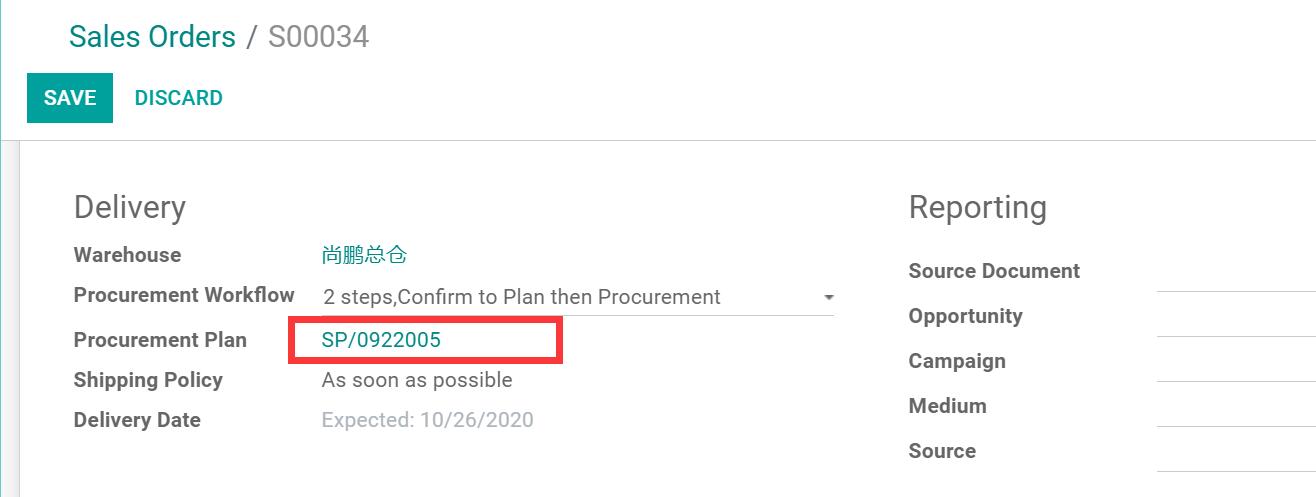 Sales Orders / S00034
SAVE DISCARD
Delivery
Warehouse 尚鹏总仓
Procurement Workflow 2 steps,Confirm to Plan then Procurement
Procurement Plan SP/0922005
Shipping Policy As soon as possible
Delivery Date Expected: 10/26/2020
Reporting
Source Document
Opportunity
Campaign
Medium
Source